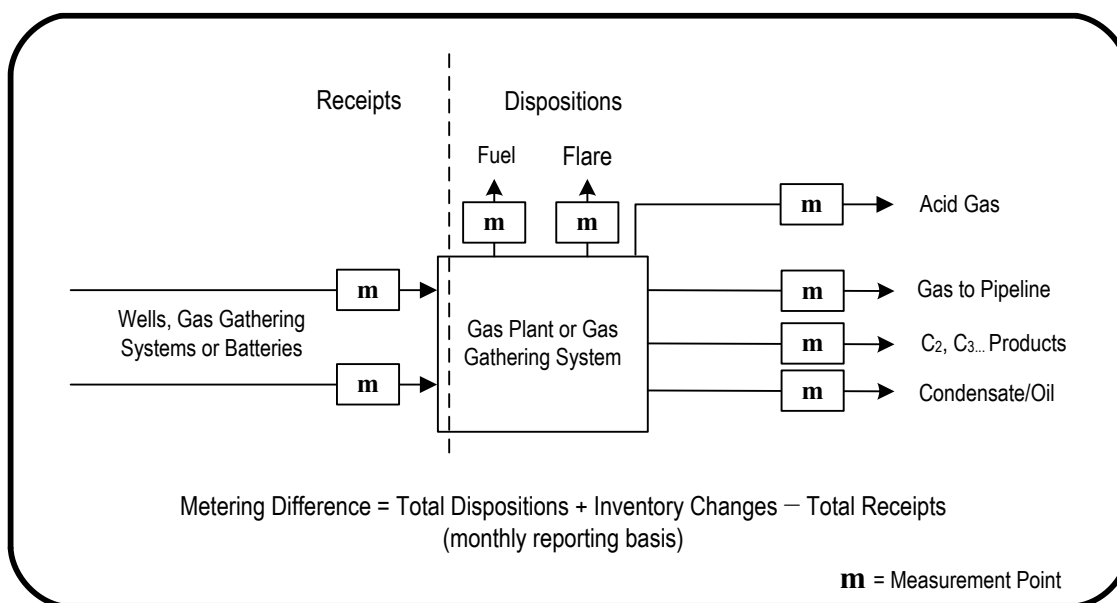 Receipts
Dispositions
Fuel
Flare
m
m
m
Acid Gas
m
Wells, Gas Gathering
Systems or Batteries
m
Gas Plant or Gas
Gathering System
m
Gas to Pipeline
m
C₂, C₃... Products
m
Condensate/Oil
Metering Difference = Total Dispositions + Inventory Changes − Total Receipts
(monthly reporting basis)
m = Measurement Point